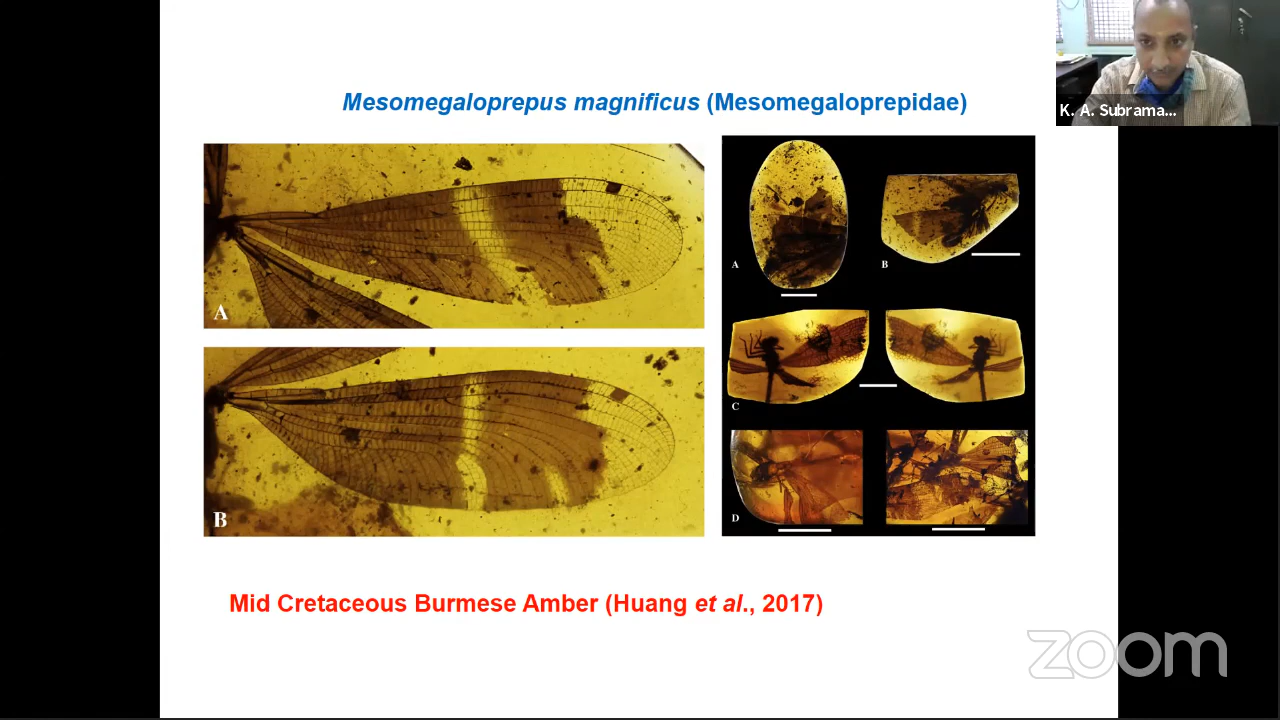 Mesomegaloprepus magnificus (Mesomegaloprepidae)
K. A. Subrama...
A
B
A
B
C
D
Mid Cretaceous Burmese Amber (Huang et al., 2017)
zoom